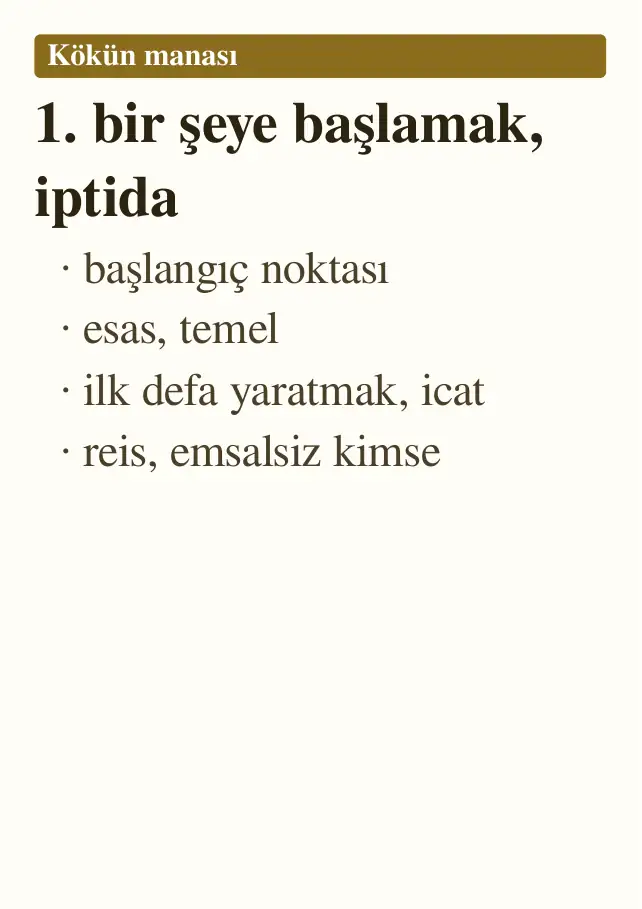 Kökün manası
1. bir şeye başlamak,
iptida
· başlangıç noktası
· esas, temel
· ilk defa yaratmak, icat
· reis, emsalsiz kimse